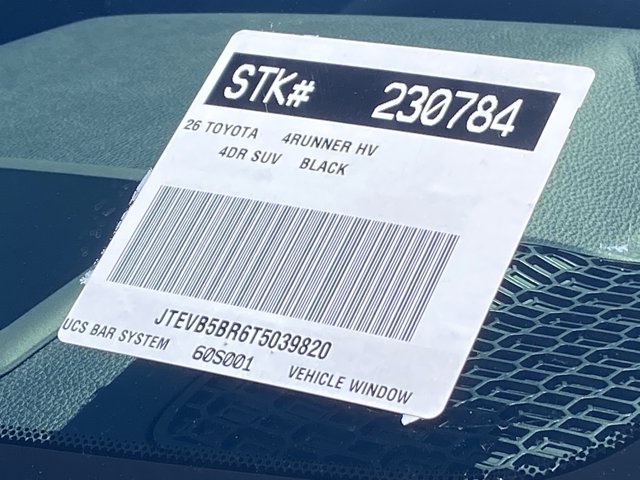 STK# 230784
26 TOYOTA 4RUNNER HV
4DR SUV BLACK
JTEVB5BR6T5039820
UCS BAR SYSTEM 60S001 VEHICLE WINDOW